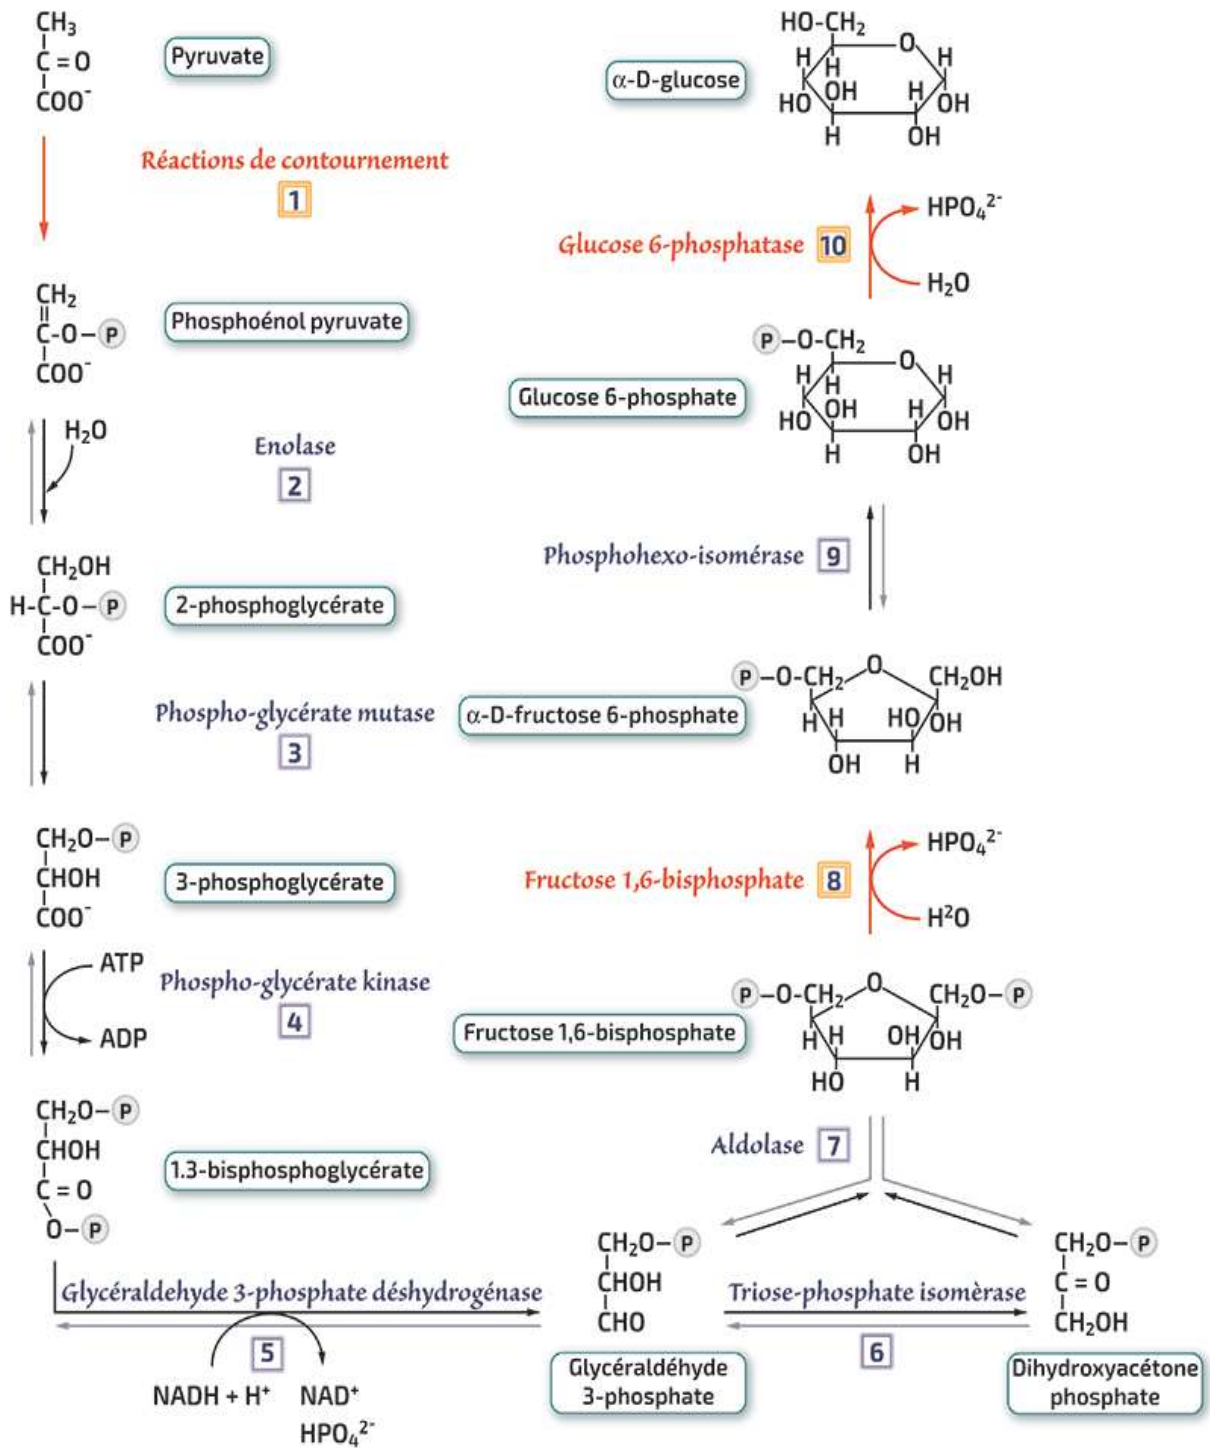 CH₃
C = O
COO⁻
Pyruvate
Réactions de contournement
1
CH₂
C-O-P
COO⁻
Phosphoénol pyruvate
H₂O
Enolase
2
CH₂OH
H-C-O-P
COO⁻
2-phosphoglycérate
Phospho-glycérate mutase
3
CH₂O-P
CHOH
COO⁻
3-phosphoglycérate
ATP
ADP
Phospho-glycérate kinase
4
CH₂O-P
CHOH
C = O
O-P
1.3-bisphosphoglycérate
Glycéraldehyde 3-phosphate déshydrogénase
5
NADH + H⁺ NAD⁺
HPO₄²⁻
CH₂O-P
CHOH
CHO
Glycéraldéhyde
3-phosphate
Triose-phosphate isomèrase
6
CH₂O-P
C = O
CH₂OH
Dihydroxyacétone
phosphate
Aldolase 7
P-O-CH₂ O CH₂O-P
H H OH OH
HO H
Fructose 1,6-bisphosphate
Fructose 1,6-bisphosphate 8
HPO₄²⁻
H²O
P-O-CH₂ O CH₂OH
H H HO OH
OH H
α-D-fructose 6-phosphate
Phosphohexo-isomérase 9
P-O-CH₂
O
H H H
HO OH H OH
H OH
Glucose 6-phosphate
Glucose 6-phosphatase 10
HPO₄²⁻
H₂O
HO-CH₂
O
H H H
HO OH H OH
H OH
α-D-glucose